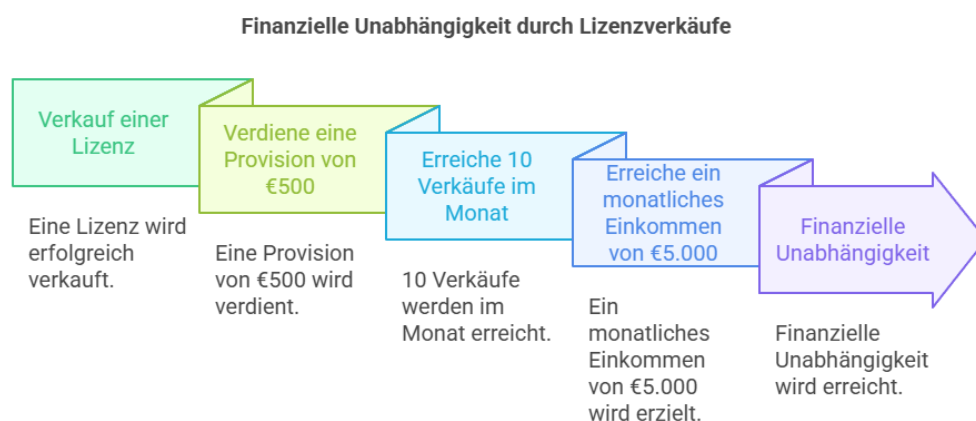 Finanzielle Unabhängigkeit durch Lizenzverkäufe
Verkauf einer
Lizenz
Eine Lizenz wird
erfolgreich
verkauft.
Verdiene eine
Provision von
€500
Eine Provision
von €500 wird
verdient.
Erreiche 10
Verkäufe im
Monat
10 Verkäufe
werden im
Monat erreicht.
Erreiche ein
monatliches
Einkommen
von €5.000
Ein
monatliches
Einkommen
von €5.000
wird erzielt.
Finanzielle
Unabhängigkeit
Finanzielle
Unabhängigkeit
wird erreicht.